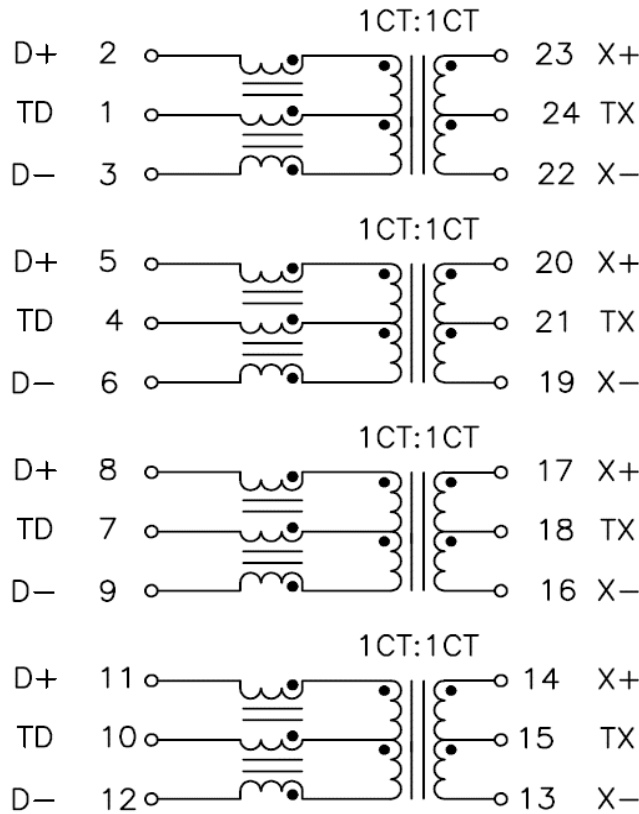 1CT:1CT
D+ 2 23 X+
TD 1 24 TX
D− 3 22 X−
1CT:1CT
D+ 5 20 X+
TD 4 21 TX
D− 6 19 X−
1CT:1CT
D+ 8 17 X+
TD 7 18 TX
D− 9 16 X−
1CT:1CT
D+ 11 14 X+
TD 10 15 TX
D− 12 13 X−